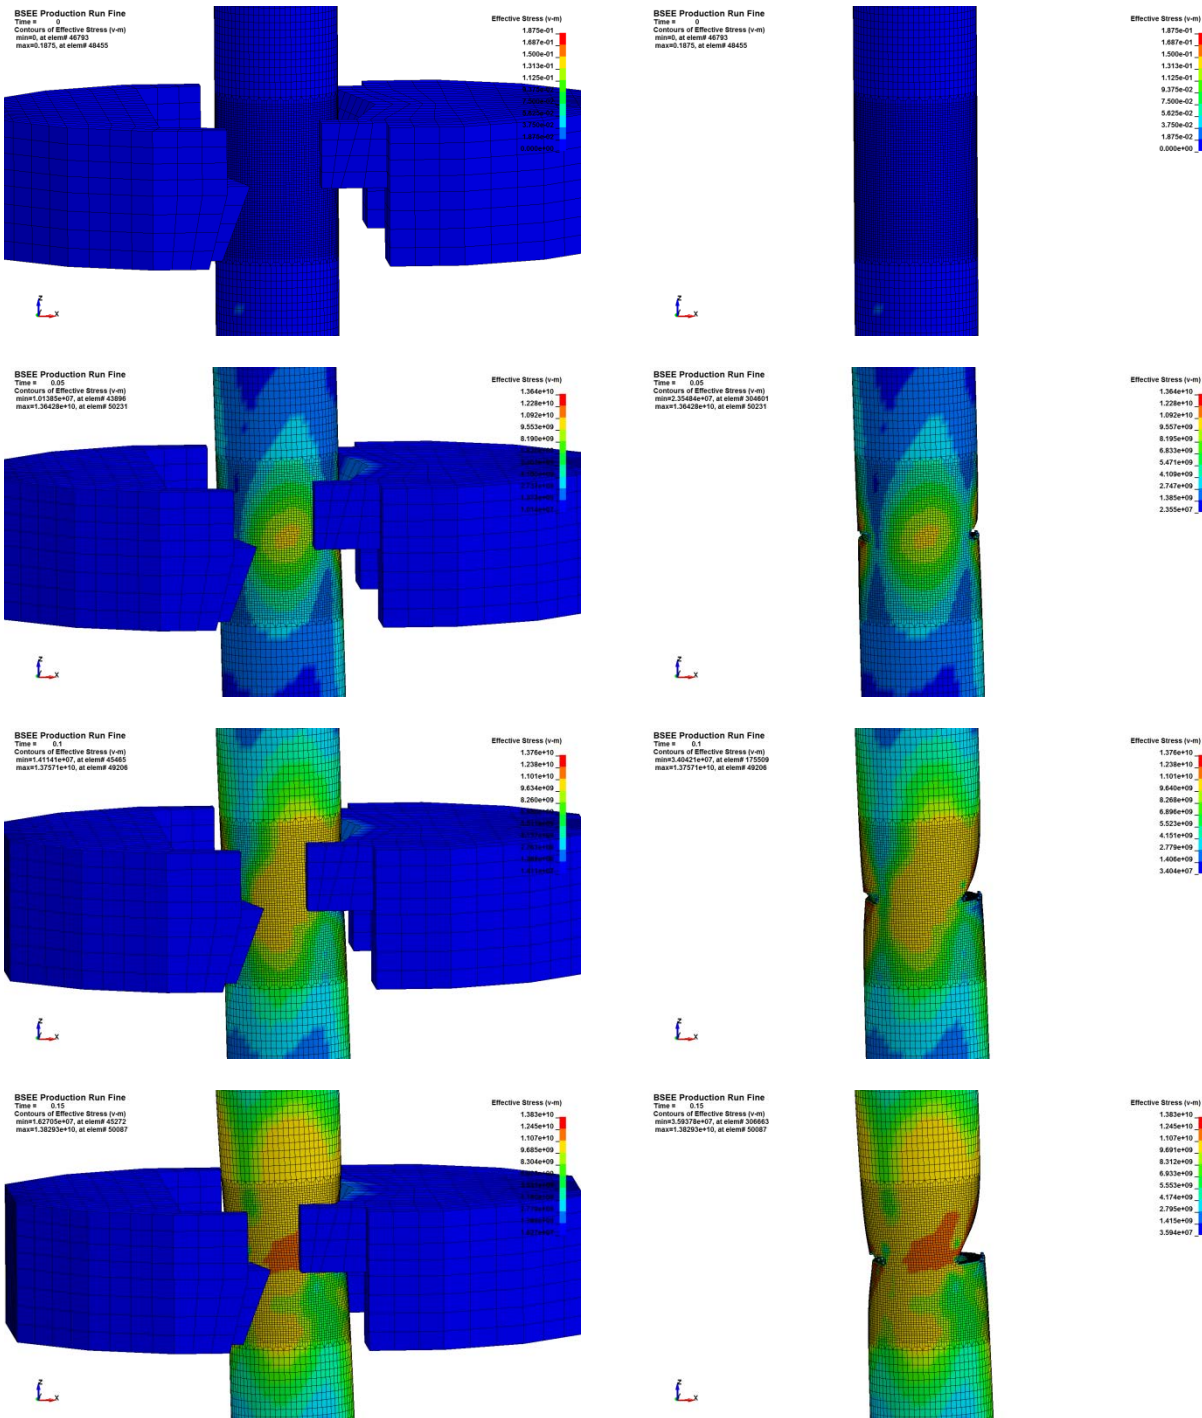 BSEE Production Run Fine
Time = 0
Contours of Effective Stress (v-m)
min=0, at elem# 46793
max=0.1875, at elem# 48455
Effective Stress (v-m)
1.875e-01
1.687e-01
1.500e-01
1.313e-01
1.125e-01
0.000e+00
Z
X
BSEE Production Run Fine
Time = 0
Contours of Effective Stress (v-m)
min=0, at elem# 46793
max=0.1875, at elem# 48455
Effective Stress (v-m)
1.875e-01
1.687e-01
1.500e-01
1.313e-01
1.125e-01
9.375e-02
7.500e-02
5.625e-02
3.750e-02
1.875e-02
0.000e+00
Z
X
BSEE Production Run Fine
Time = 0.05
Contours of Effective Stress (v-m)
min=1.01385e+07, at elem# 43896
max=1.36428e+10, at elem# 50231
Effective Stress (v-m)
1.364e+10
1.228e+10
1.092e+10
9.553e+09
8.190e+09
Z
X
BSEE Production Run Fine
Time = 0.05
Contours of Effective Stress (v-m)
min=2.35484e+07, at elem# 304601
max=1.36428e+10, at elem# 50231
Effective Stress (v-m)
1.364e+10
1.228e+10
1.092e+10
9.557e+09
8.195e+09
6.833e+09
5.471e+09
4.109e+09
2.747e+09
1.385e+09
2.355e+07
Z
X
BSEE Production Run Fine
Time = 0.1
Contours of Effective Stress (v-m)
min=1.41141e+07, at elem# 45465
max=1.37571e+10, at elem# 49206
Effective Stress (v-m)
1.376e+10
1.238e+10
1.101e+10
9.634e+09
8.260e+09
Z
X
BSEE Production Run Fine
Time = 0.1
Contours of Effective Stress (v-m)
min=3.40421e+07, at elem# 175509
max=1.37571e+10, at elem# 49206
Effective Stress (v-m)
1.376e+10
1.238e+10
1.101e+10
9.640e+09
8.268e+09
6.896e+09
5.523e+09
4.151e+09
2.779e+09
1.406e+09
3.404e+07
Z
X
BSEE Production Run Fine
Time = 0.15
Contours of Effective Stress (v-m)
min=1.62705e+07, at elem# 45272
max=1.38293e+10, at elem# 50087
Effective Stress (v-m)
1.383e+10
1.245e+10
1.107e+10
9.685e+09
8.304e+09
Z
X
BSEE Production Run Fine
Time = 0.15
Contours of Effective Stress (v-m)
min=3.59378e+07, at elem# 306663
max=1.38293e+10, at elem# 50087
Effective Stress (v-m)
1.383e+10
1.245e+10
1.107e+10
9.691e+09
8.312e+09
6.933e+09
5.553e+09
4.174e+09
2.795e+09
1.415e+09
3.594e+07
Z
X